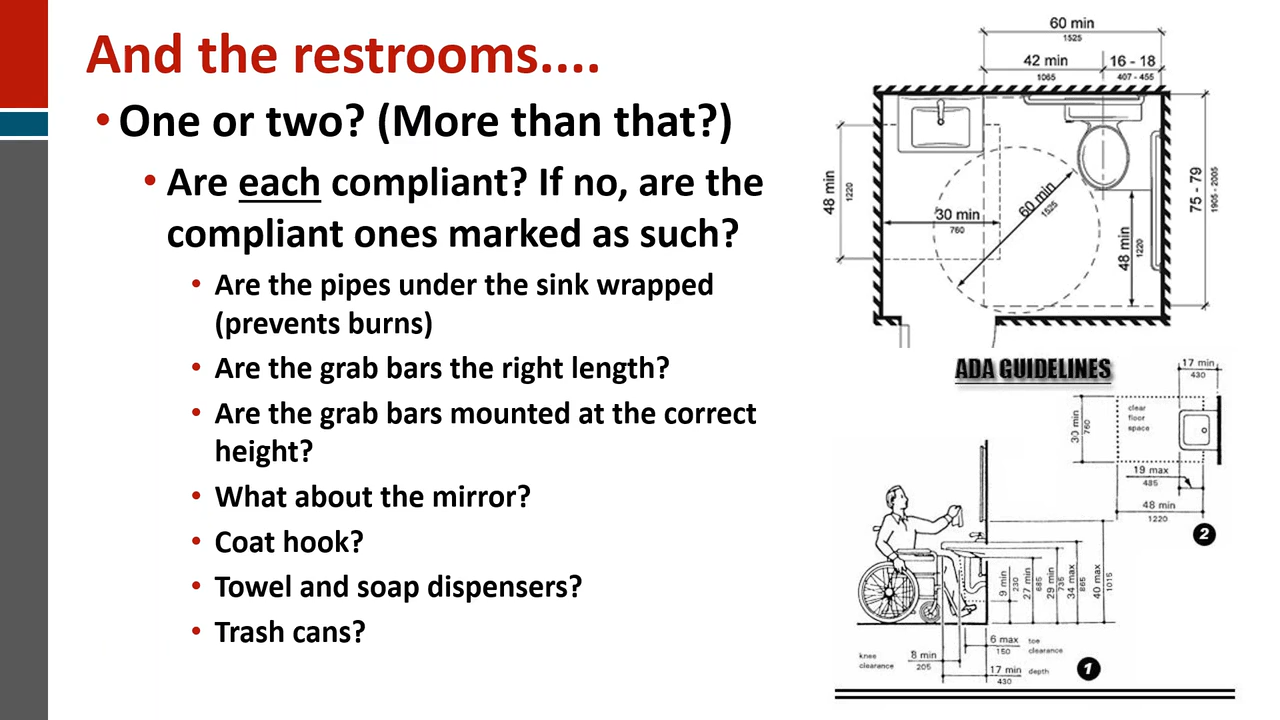 And the restrooms....
• One or two? (More than that?)
• Are each compliant? If no, are the
compliant ones marked as such?
• Are the pipes under the sink wrapped
(prevents burns)
• Are the grab bars the right length?
• Are the grab bars mounted at the correct
height?
• What about the mirror?
• Coat hook?
• Towel and soap dispensers?
• Trash cans?
60 min
1525
42 min
1065
16 - 18
407 - 455
48 min
1220
30 min
760
60 min
1525
48 min
1220
75 - 79
1905 - 2005
ADA GUIDELINES
17 min
430
30 min
760
clear
floor
space
19 max
485
48 min
1220
2
9 min
230
27 min
685
29 min
735
34 max
865
40 max
1015
6 max
150
toe
clearance
knee
clearance
8 min
205
17 min
430
depth
1